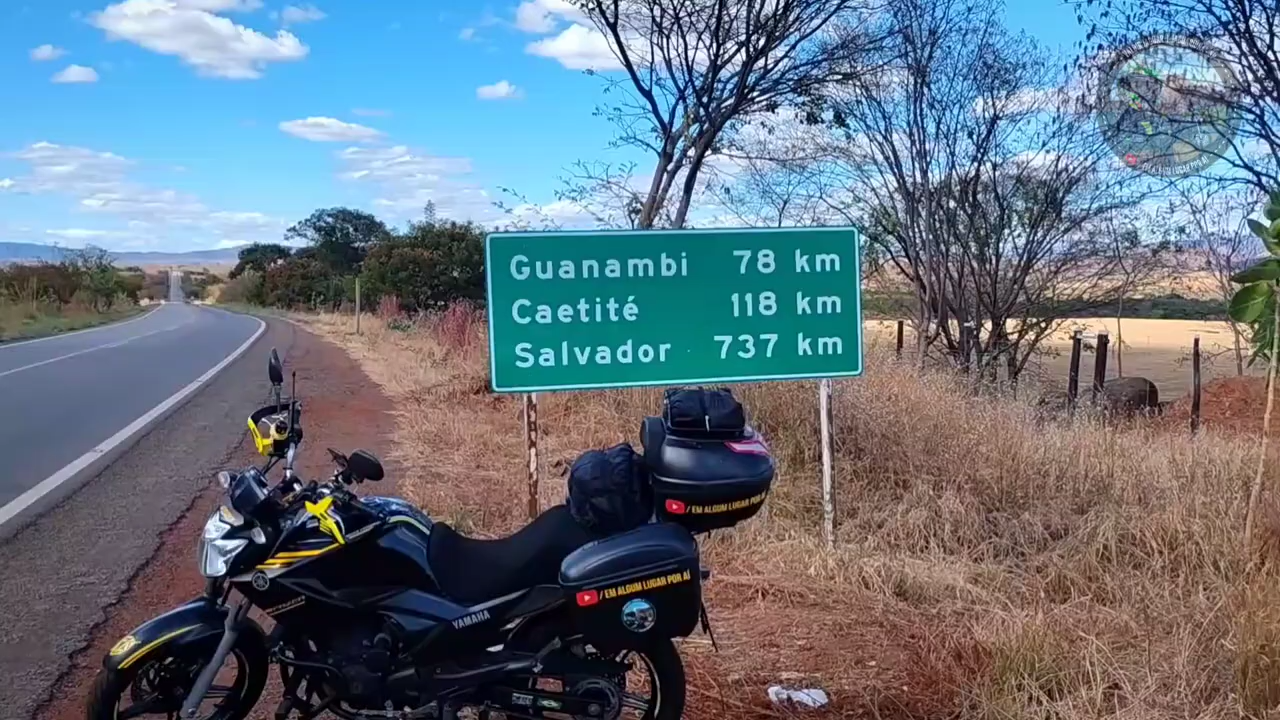 Guanambi 78 km
Caetité 118 km
Salvador 737 km
/ EM ALGUM LUGAR POR AÍ
/ EM ALGUM LUGAR POR AÍ
YAMAHA